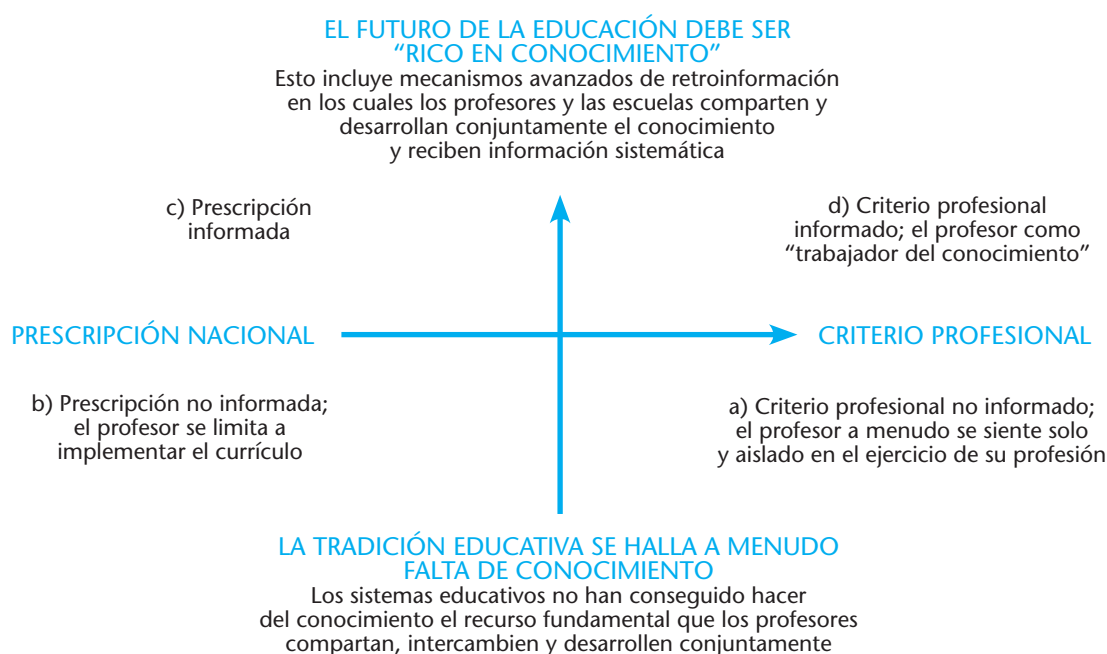 EL FUTURO DE LA EDUCACIÓN DEBE SER
“RICO EN CONOCIMIENTO”
Esto incluye mecanismos avanzados de retroinformación
en los cuales los profesores y las escuelas comparten y
desarrollan conjuntamente el conocimiento
y reciben información sistemática
c) Prescripción
informada
d) Criterio profesional
informado; el profesor como
“trabajador del conocimiento”
PRESCRIPCIÓN NACIONAL
CRITERIO PROFESIONAL
b) Prescripción no informada;
el profesor se limita a
implementar el currículo
a) Criterio profesional no informado;
el profesor a menudo se siente solo
y aislado en el ejercicio de su profesión
LA TRADICIÓN EDUCATIVA SE HALLA A MENUDO
FALTA DE CONOCIMIENTO
Los sistemas educativos no han conseguido hacer
del conocimiento el recurso fundamental que los profesores
compartan, intercambien y desarrollen conjuntamente